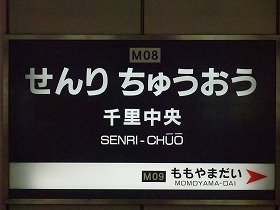 M08
せんり ちゅうおう
千里中央
SENRI-CHŪŌ
M09 ももやまだい
MOMOYAMA-DAI